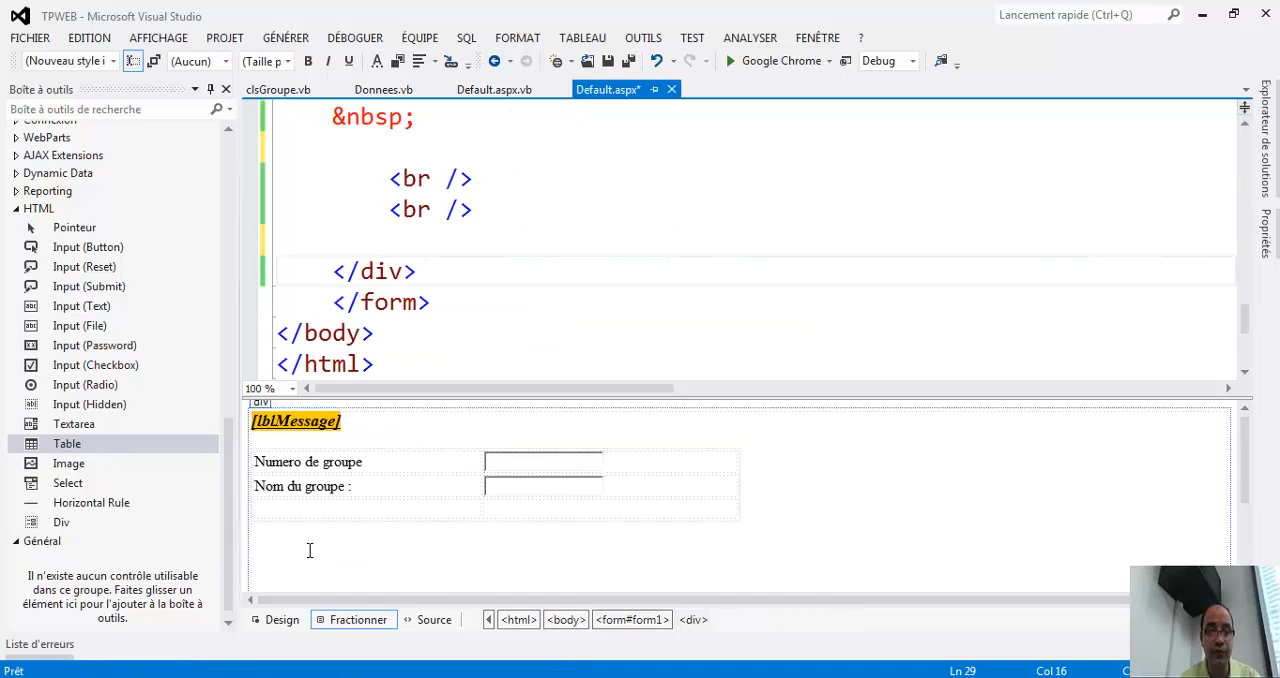 TPWEB - Microsoft Visual Studio
Lancement rapide (Ctrl+Q)
FICHIER EDITION AFFICHAGE PROJET GÉNÉRER DÉBOGUER ÉQUIPE SQL FORMAT TABLEAU OUTILS TEST ANALYSER FENÊTRE ?
(Nouveau style i (Aucun) (Taille p B I U A Google Chrome Debug
Boîte à outils
clsGroupe.vb Donnees.vb Default.aspx.vb Default.aspx*
Boîte à outils de recherche
WebParts
AJAX Extensions
Dynamic Data
Reporting
HTML
Pointeur
Input (Button)
Input (Reset)
Input (Submit)
Input (Text)
Input (File)
Input (Password)
Input (Checkbox)
Input (Radio)
Input (Hidden)
Textarea
Table
Image
Select
Horizontal Rule
Div
Général
Il n'existe aucun contrôle utilisable
dans ce groupe. Faites glisser un
élément ici pour l'ajouter à la boîte à
outils.
&nbsp;
<br />
<br />
</div>
</form>
</body>
</html>
100 %
div
[lblMessage]
Numero de groupe
Nom du groupe :
Design Fractionner Source <html> <body> <form#form1> <div>
Explorateur de solutions
Propriétés
Liste d'erreurs
Prêt Ln 29 Col 16